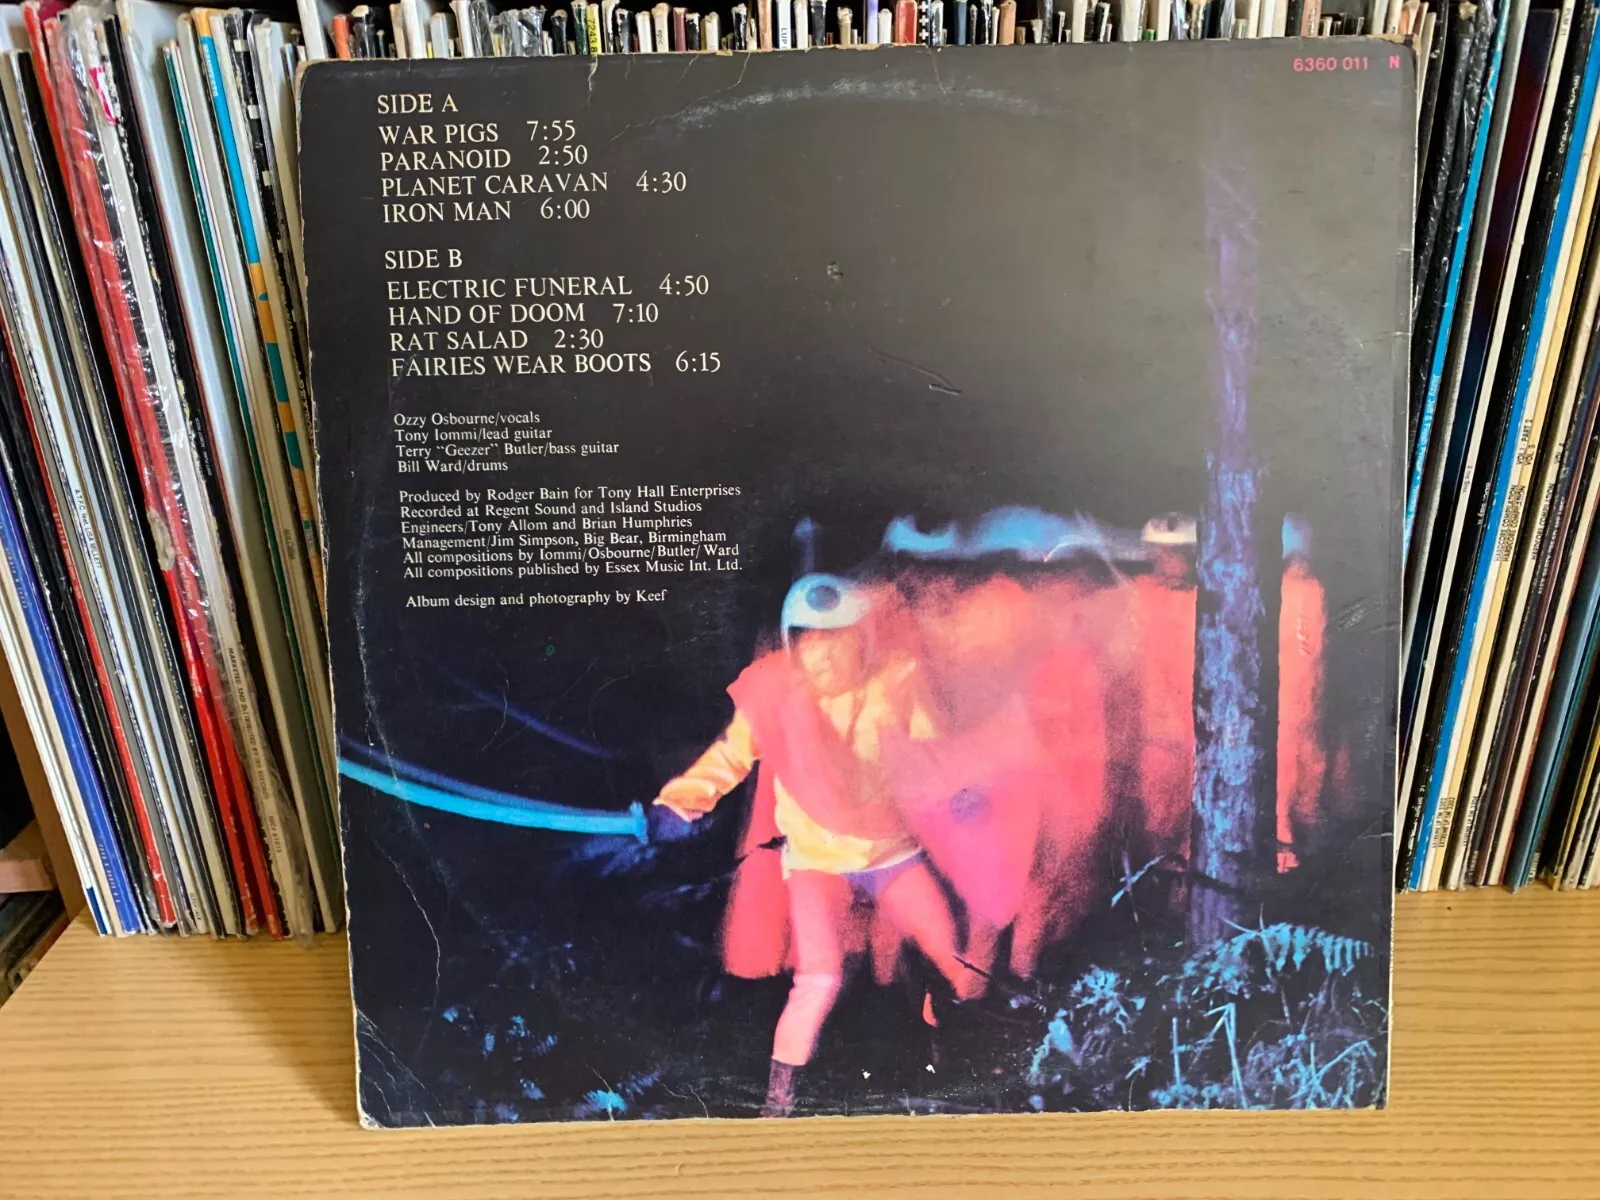 6360 011 N
SIDE A
WAR PIGS 7:55
PARANOID 2:50
PLANET CARAVAN 4:30
IRON MAN 6:00
SIDE B
ELECTRIC FUNERAL 4:50
HAND OF DOOM 7:10
RAT SALAD 2:30
FAIRIES WEAR BOOTS 6:15
Ozzy Osbourne/vocals
Tony Iommi/lead guitar
Terry “Geezer” Butler/bass guitar
Bill Ward/drums
Produced by Rodger Bain for Tony Hall Enterprises
Recorded at Regent Sound and Island Studios
Engineers/Tony Allom and Brian Humphries
Management/Jim Simpson, Big Bear, Birmingham
All compositions by Iommi/Osbourne/Butler/Ward
All compositions published by Essex Music Int. Ltd.
Album design and photography by Keef